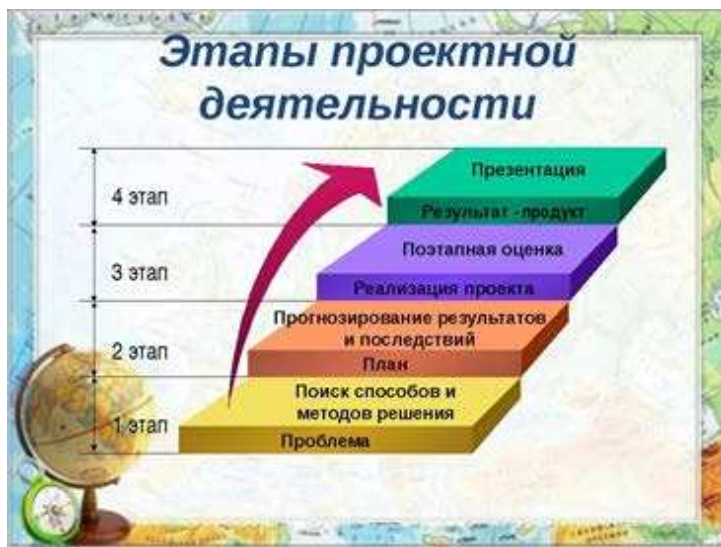 Этапы проектной
деятельности
4 этап
Презентация
Результат -продукт
3 этап
Поэтапная оценка
Реализация проекта
2 этап
Прогнозирование результатов
и последствий
План
1 этап
Поиск способов и
методов решения
Проблема